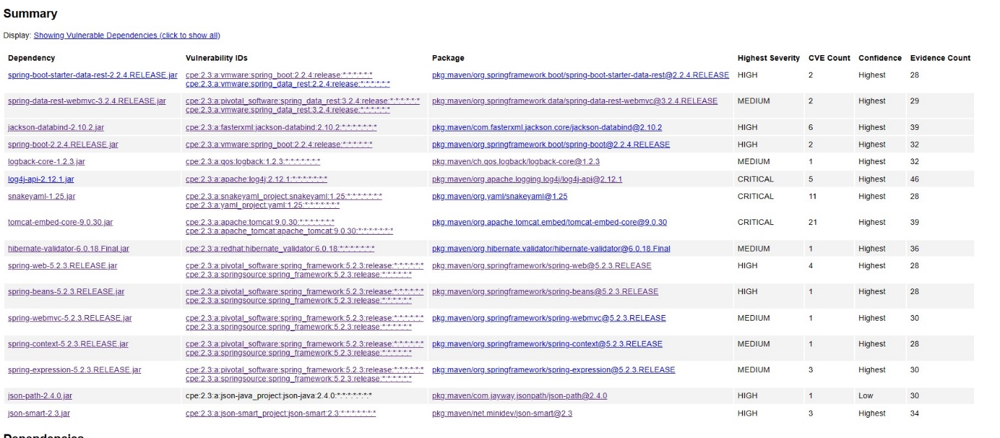 Summary
Display: Showing Vulnerable Dependencies (click to show all)
Dependency Vulnerability IDs Package Highest Severity CVE Count Confidence Evidence Count
spring-boot-starter-data-rest-2.2.4.RELEASE.jar cpe:2.3:a:vmware:spring_boot:2.2.4:release:*:*:*:*:*:* pkg:maven/org.springframework.boot/spring-boot-starter-data-rest@2.2.4.RELEASE HIGH 2 Highest 28
cpe:2.3:a:vmware:spring_data_rest:2.2.4:release:*:*:*:*:*:*
spring-data-rest-webmvc-3.2.4.RELEASE.jar cpe:2.3:a:pivotal_software:spring_data_rest:3.2.4:release:*:*:*:*:*:* pkg:maven/org.springframework.data/spring-data-rest-webmvc@3.2.4.RELEASE MEDIUM 2 Highest 29
cpe:2.3:a:vmware:spring_data_rest:3.2.4:release:*:*:*:*:*:*
jackson-databind-2.10.2.jar cpe:2.3:a:fasterxml:jackson-databind:2.10.2:*:*:*:*:*:*:* pkg:maven/com.fasterxml.jackson.core/jackson-databind@2.10.2 HIGH 6 Highest 39
spring-boot-2.2.4.RELEASE.jar cpe:2.3:a:vmware:spring_boot:2.2.4:release:*:*:*:*:*:* pkg:maven/org.springframework.boot/spring-boot@2.2.4.RELEASE HIGH 2 Highest 32
logback-core-1.2.3.jar cpe:2.3:a:qos:logback:1.2.3:*:*:*:*:*:*:* pkg:maven/ch.qos.logback/logback-core@1.2.3 MEDIUM 1 Highest 32
log4j-api-2.12.1.jar cpe:2.3:a:apache:log4j:2.12.1:*:*:*:*:*:*:* pkg:maven/org.apache.logging.log4j/log4j-api@2.12.1 CRITICAL 5 Highest 46
snakeyaml-1.25.jar cpe:2.3:a:snakeyaml_project:snakeyaml:1.25:*:*:*:*:*:*:* pkg:maven/org.yaml/snakeyaml@1.25 CRITICAL 11 Highest 28
cpe:2.3:a:yaml_project:yaml:1.25:*:*:*:*:*:*:*
tomcat-embed-core-9.0.30.jar cpe:2.3:a:apache:tomcat:9.0.30:*:*:*:*:*:*:* pkg:maven/org.apache.tomcat.embed/tomcat-embed-core@9.0.30 CRITICAL 21 Highest 39
cpe:2.3:a:apache_tomcat:apache_tomcat:9.0.30:*:*:*:*:*:*:*
hibernate-validator-6.0.18.Final.jar cpe:2.3:a:redhat:hibernate_validator:6.0.18:*:*:*:*:*:*:* pkg:maven/org.hibernate.validator/hibernate-validator@6.0.18.Final MEDIUM 1 Highest 36
spring-web-5.2.3.RELEASE.jar cpe:2.3:a:pivotal_software:spring_framework:5.2.3:release:*:*:*:*:*:* pkg:maven/org.springframework/spring-web@5.2.3.RELEASE HIGH 4 Highest 28
cpe:2.3:a:springsource:spring_framework:5.2.3:release:*:*:*:*:*:*
spring-beans-5.2.3.RELEASE.jar cpe:2.3:a:pivotal_software:spring_framework:5.2.3:release:*:*:*:*:*:* pkg:maven/org.springframework/spring-beans@5.2.3.RELEASE HIGH 1 Highest 28
cpe:2.3:a:springsource:spring_framework:5.2.3:release:*:*:*:*:*:*
spring-webmvc-5.2.3.RELEASE.jar cpe:2.3:a:pivotal_software:spring_framework:5.2.3:release:*:*:*:*:*:* pkg:maven/org.springframework/spring-webmvc@5.2.3.RELEASE MEDIUM 1 Highest 30
cpe:2.3:a:springsource:spring_framework:5.2.3:release:*:*:*:*:*:*
spring-context-5.2.3.RELEASE.jar cpe:2.3:a:pivotal_software:spring_framework:5.2.3:release:*:*:*:*:*:* pkg:maven/org.springframework/spring-context@5.2.3.RELEASE MEDIUM 1 Highest 28
cpe:2.3:a:springsource:spring_framework:5.2.3:release:*:*:*:*:*:*
spring-expression-5.2.3.RELEASE.jar cpe:2.3:a:pivotal_software:spring_framework:5.2.3:release:*:*:*:*:*:* pkg:maven/org.springframework/spring-expression@5.2.3.RELEASE MEDIUM 3 Highest 30
cpe:2.3:a:springsource:spring_framework:5.2.3:release:*:*:*:*:*:*
json-path-2.4.0.jar cpe:2.3:a:json-java_project:json-java:2.4.0:*:*:*:*:*:*:* pkg:maven/com.jayway.jsonpath/json-path@2.4.0 HIGH 1 Low 30
json-smart-2.3.jar cpe:2.3:a:json-smart_project:json-smart:2.3:*:*:*:*:*:*:* pkg:maven/net.minidev/json-smart@2.3 HIGH 3 Highest 34
Dependencies